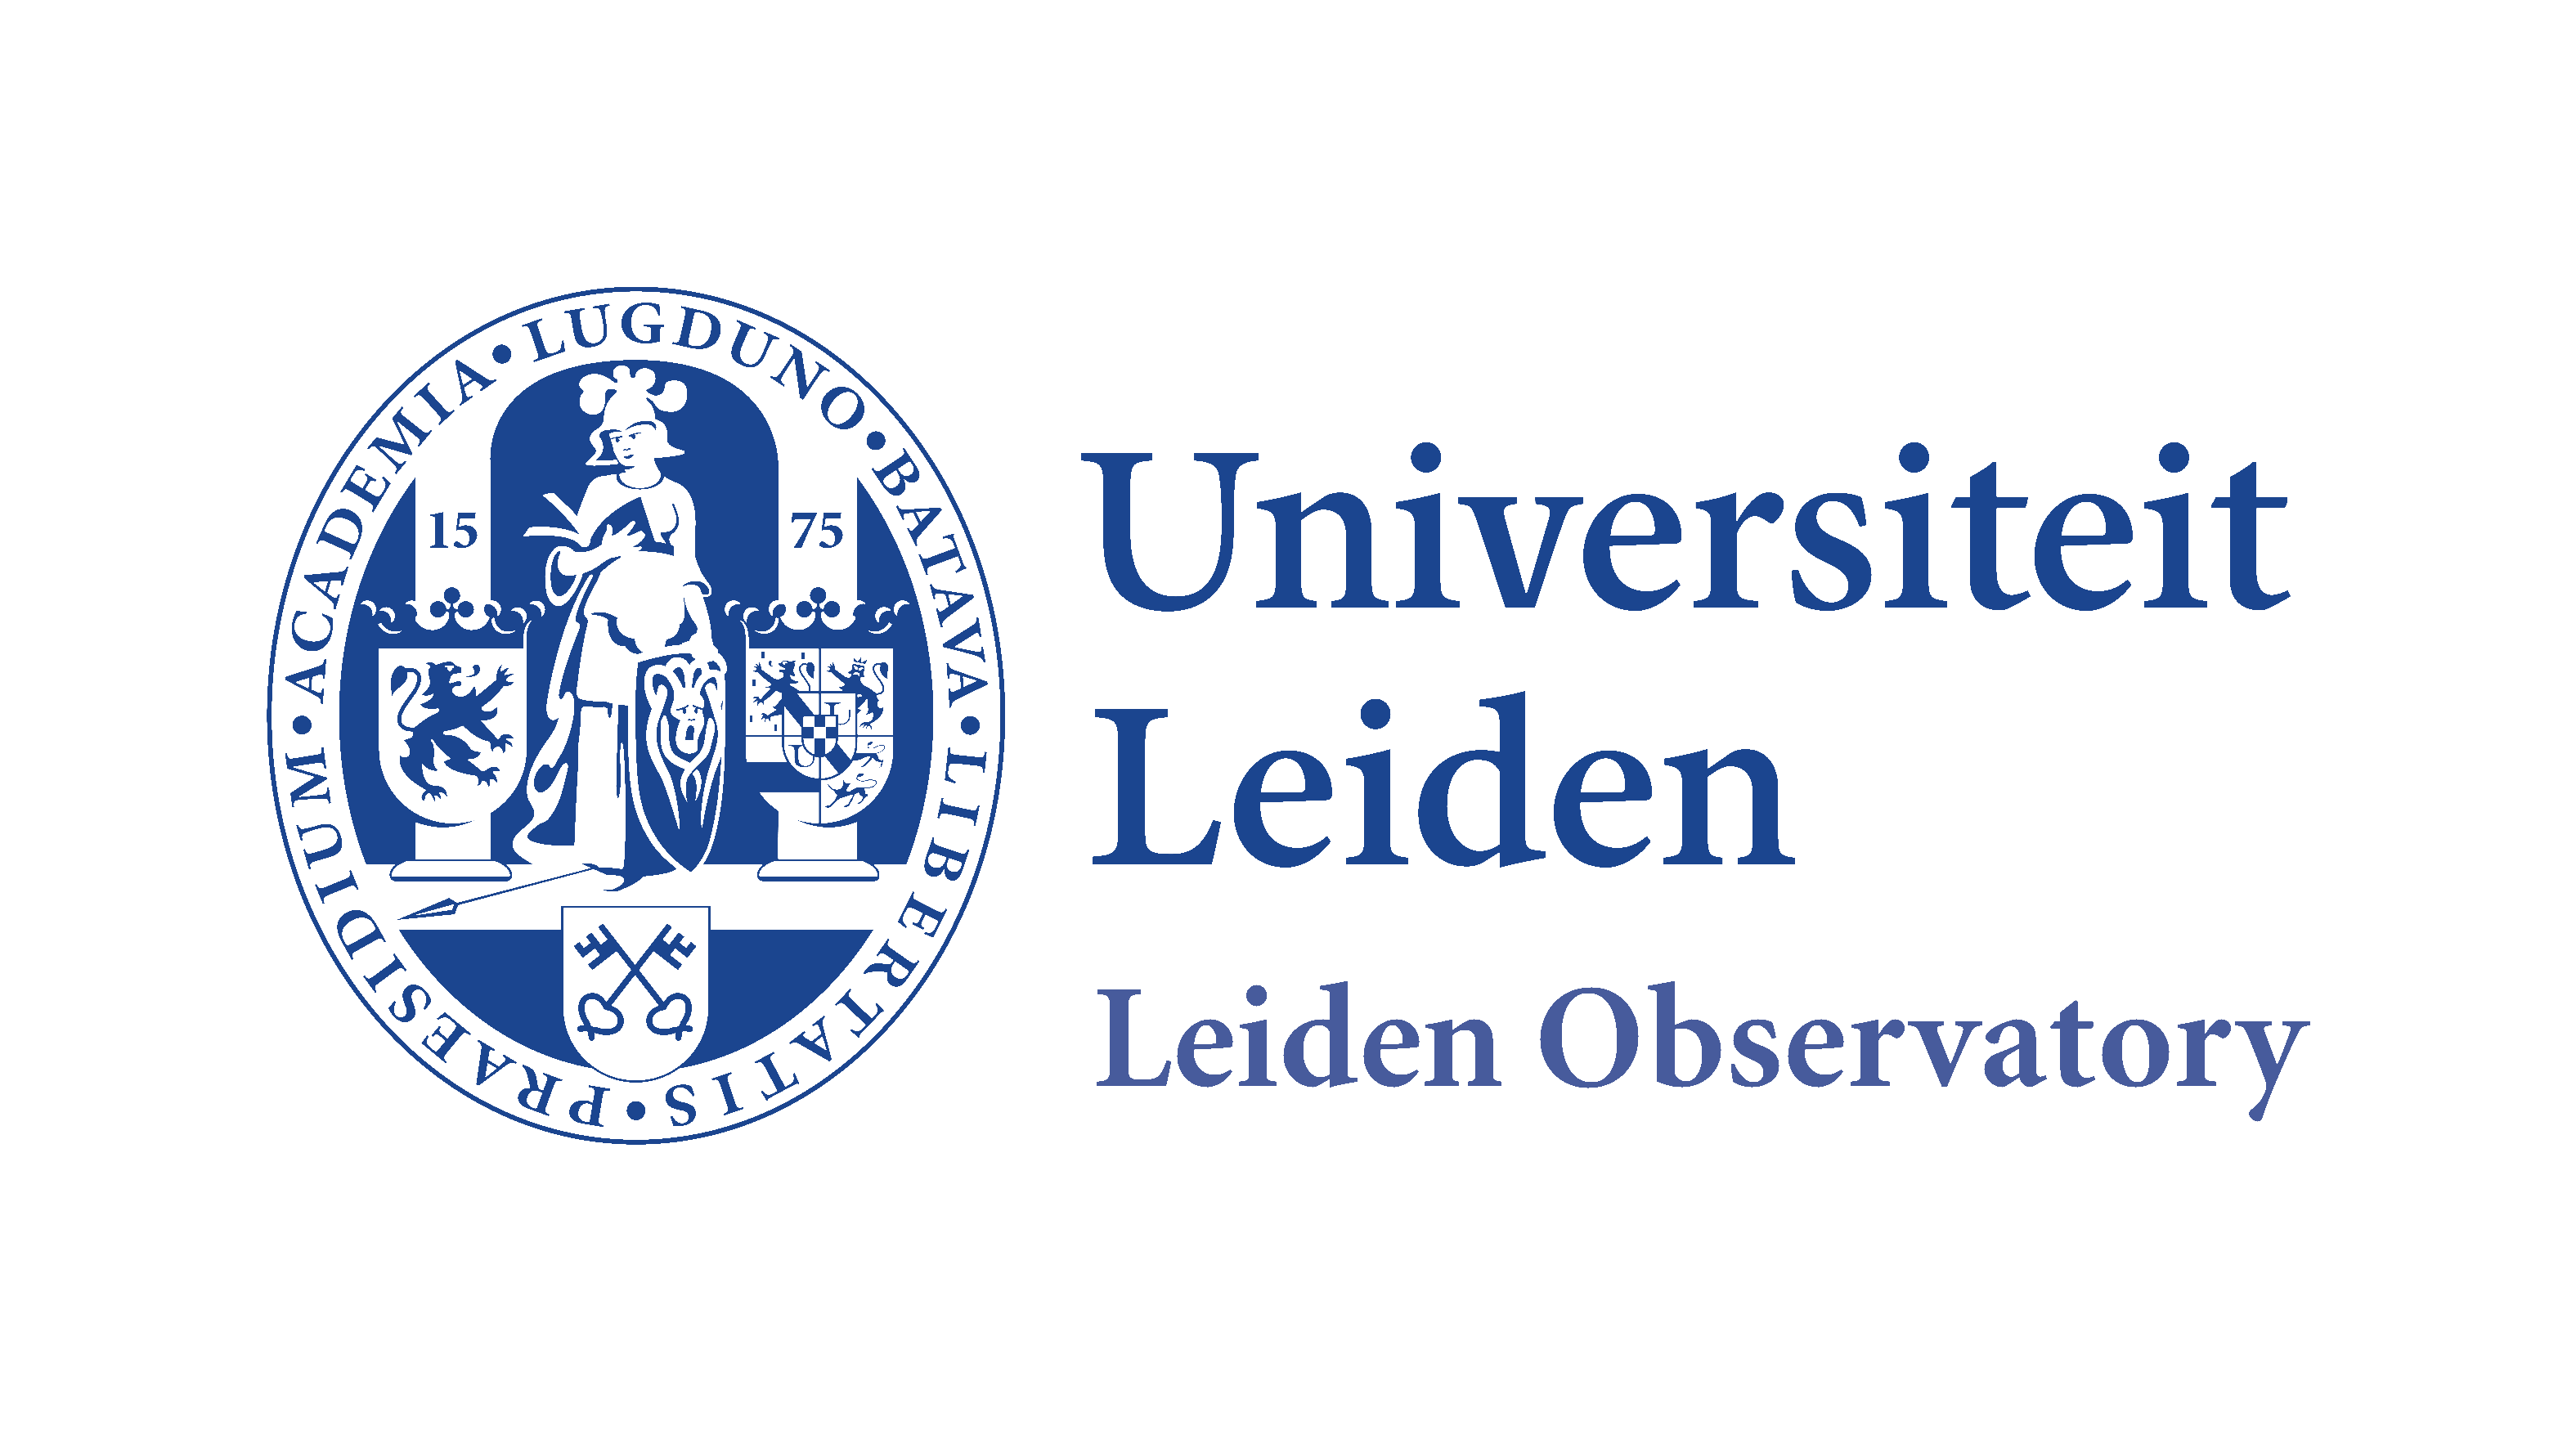 ACADEMIA • LUGDUNO • BATAVA • LIBERTATIS • PRAESIDIUM •
15 75
U
U
Universiteit
Leiden
Leiden Observatory